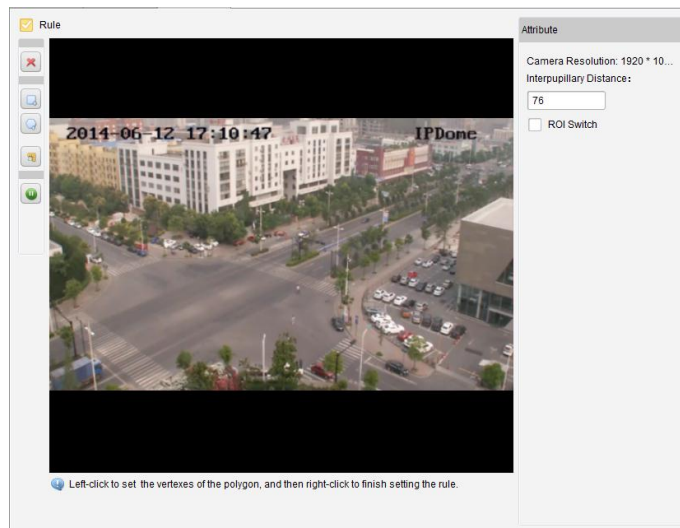 Rule
Attribute
Camera Resolution: 1920 * 10...
Interpupillary Distance:
76
ROI Switch
2014-06-12 17:10:47 IPDome
Left-click to set the vertexes of the polygon, and then right-click to finish setting the rule.